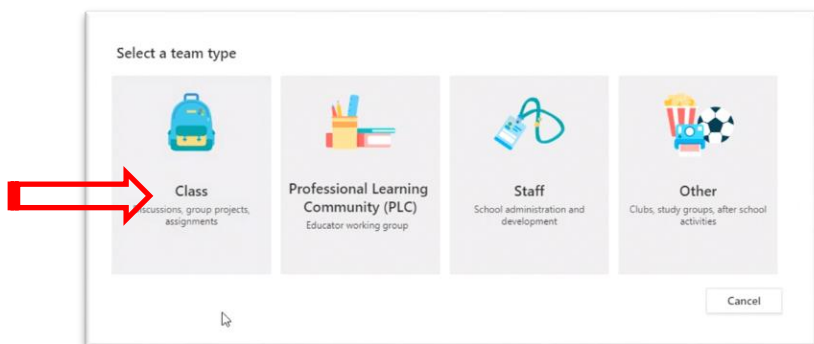 Select a team type
Class
Discussions, group projects,
assignments
Professional Learning
Community (PLC)
Educator working group
Staff
School administration and
development
Other
Clubs, study groups, after school
activities
Cancel